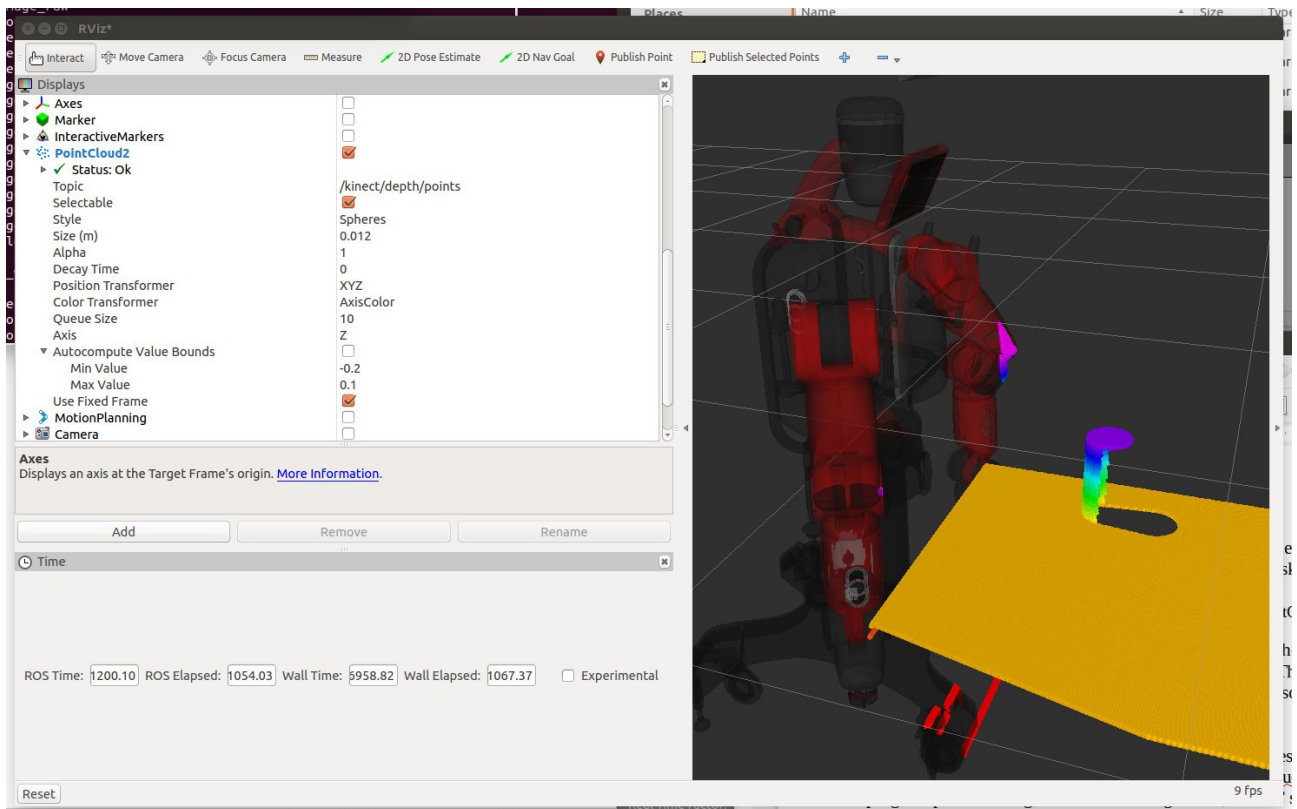 Places Name Size Type
RViz*
Interact Move Camera Focus Camera Measure 2D Pose Estimate 2D Nav Goal Publish Point Publish Selected Points
Displays
Axes
Marker
InteractiveMarkers
PointCloud2
Status: Ok
Topic /kinect/depth/points
Selectable
Style Spheres
Size (m) 0.012
Alpha 1
Decay Time 0
Position Transformer XYZ
Color Transformer AxisColor
Queue Size 10
Axis Z
Autocompute Value Bounds
Min Value -0.2
Max Value 0.1
Use Fixed Frame
MotionPlanning
Camera
Axes
Displays an axis at the Target Frame's origin. More Information.
Add Remove Rename
Time
ROS Time: 1200.10 ROS Elapsed: 1054.03 Wall Time: 5958.82 Wall Elapsed: 1067.37 Experimental
Reset 9 fps